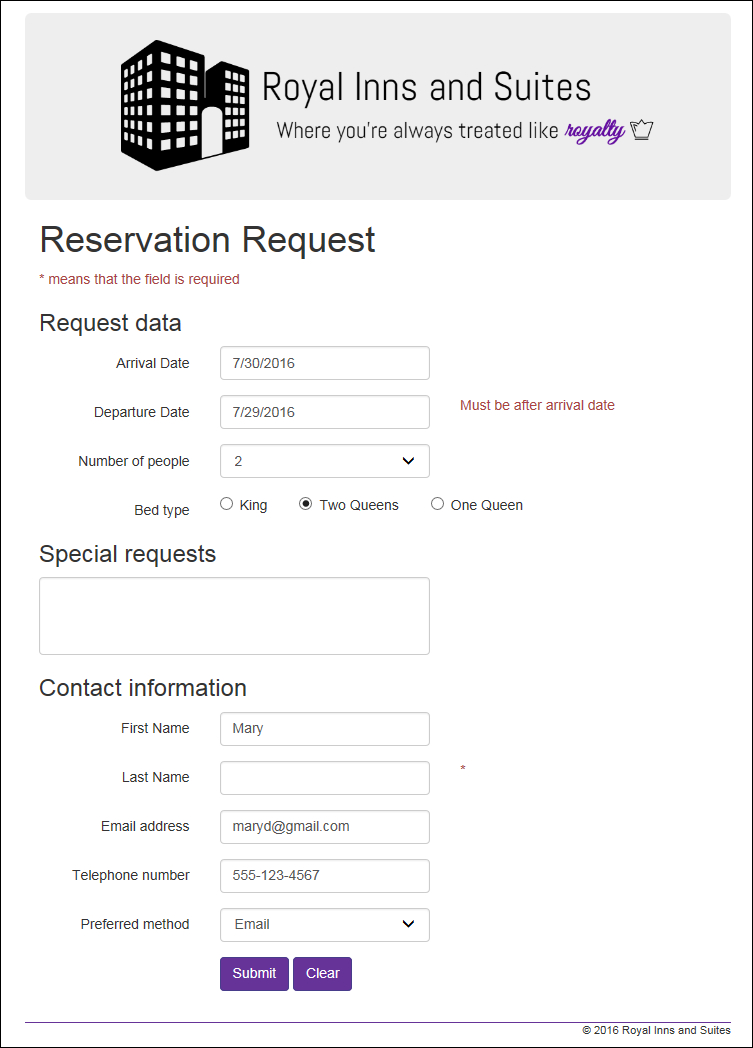 Royal Inns and Suites
Where you're always treated like royalty
Reservation Request
* means that the field is required
Request data
Arrival Date 7/30/2016
Departure Date 7/29/2016 Must be after arrival date
Number of people 2
Bed type King Two Queens One Queen
Special requests
Contact information
First Name Mary
Last Name *
Email address maryd@gmail.com
Telephone number 555-123-4567
Preferred method Email
Submit Clear
© 2016 Royal Inns and Suites